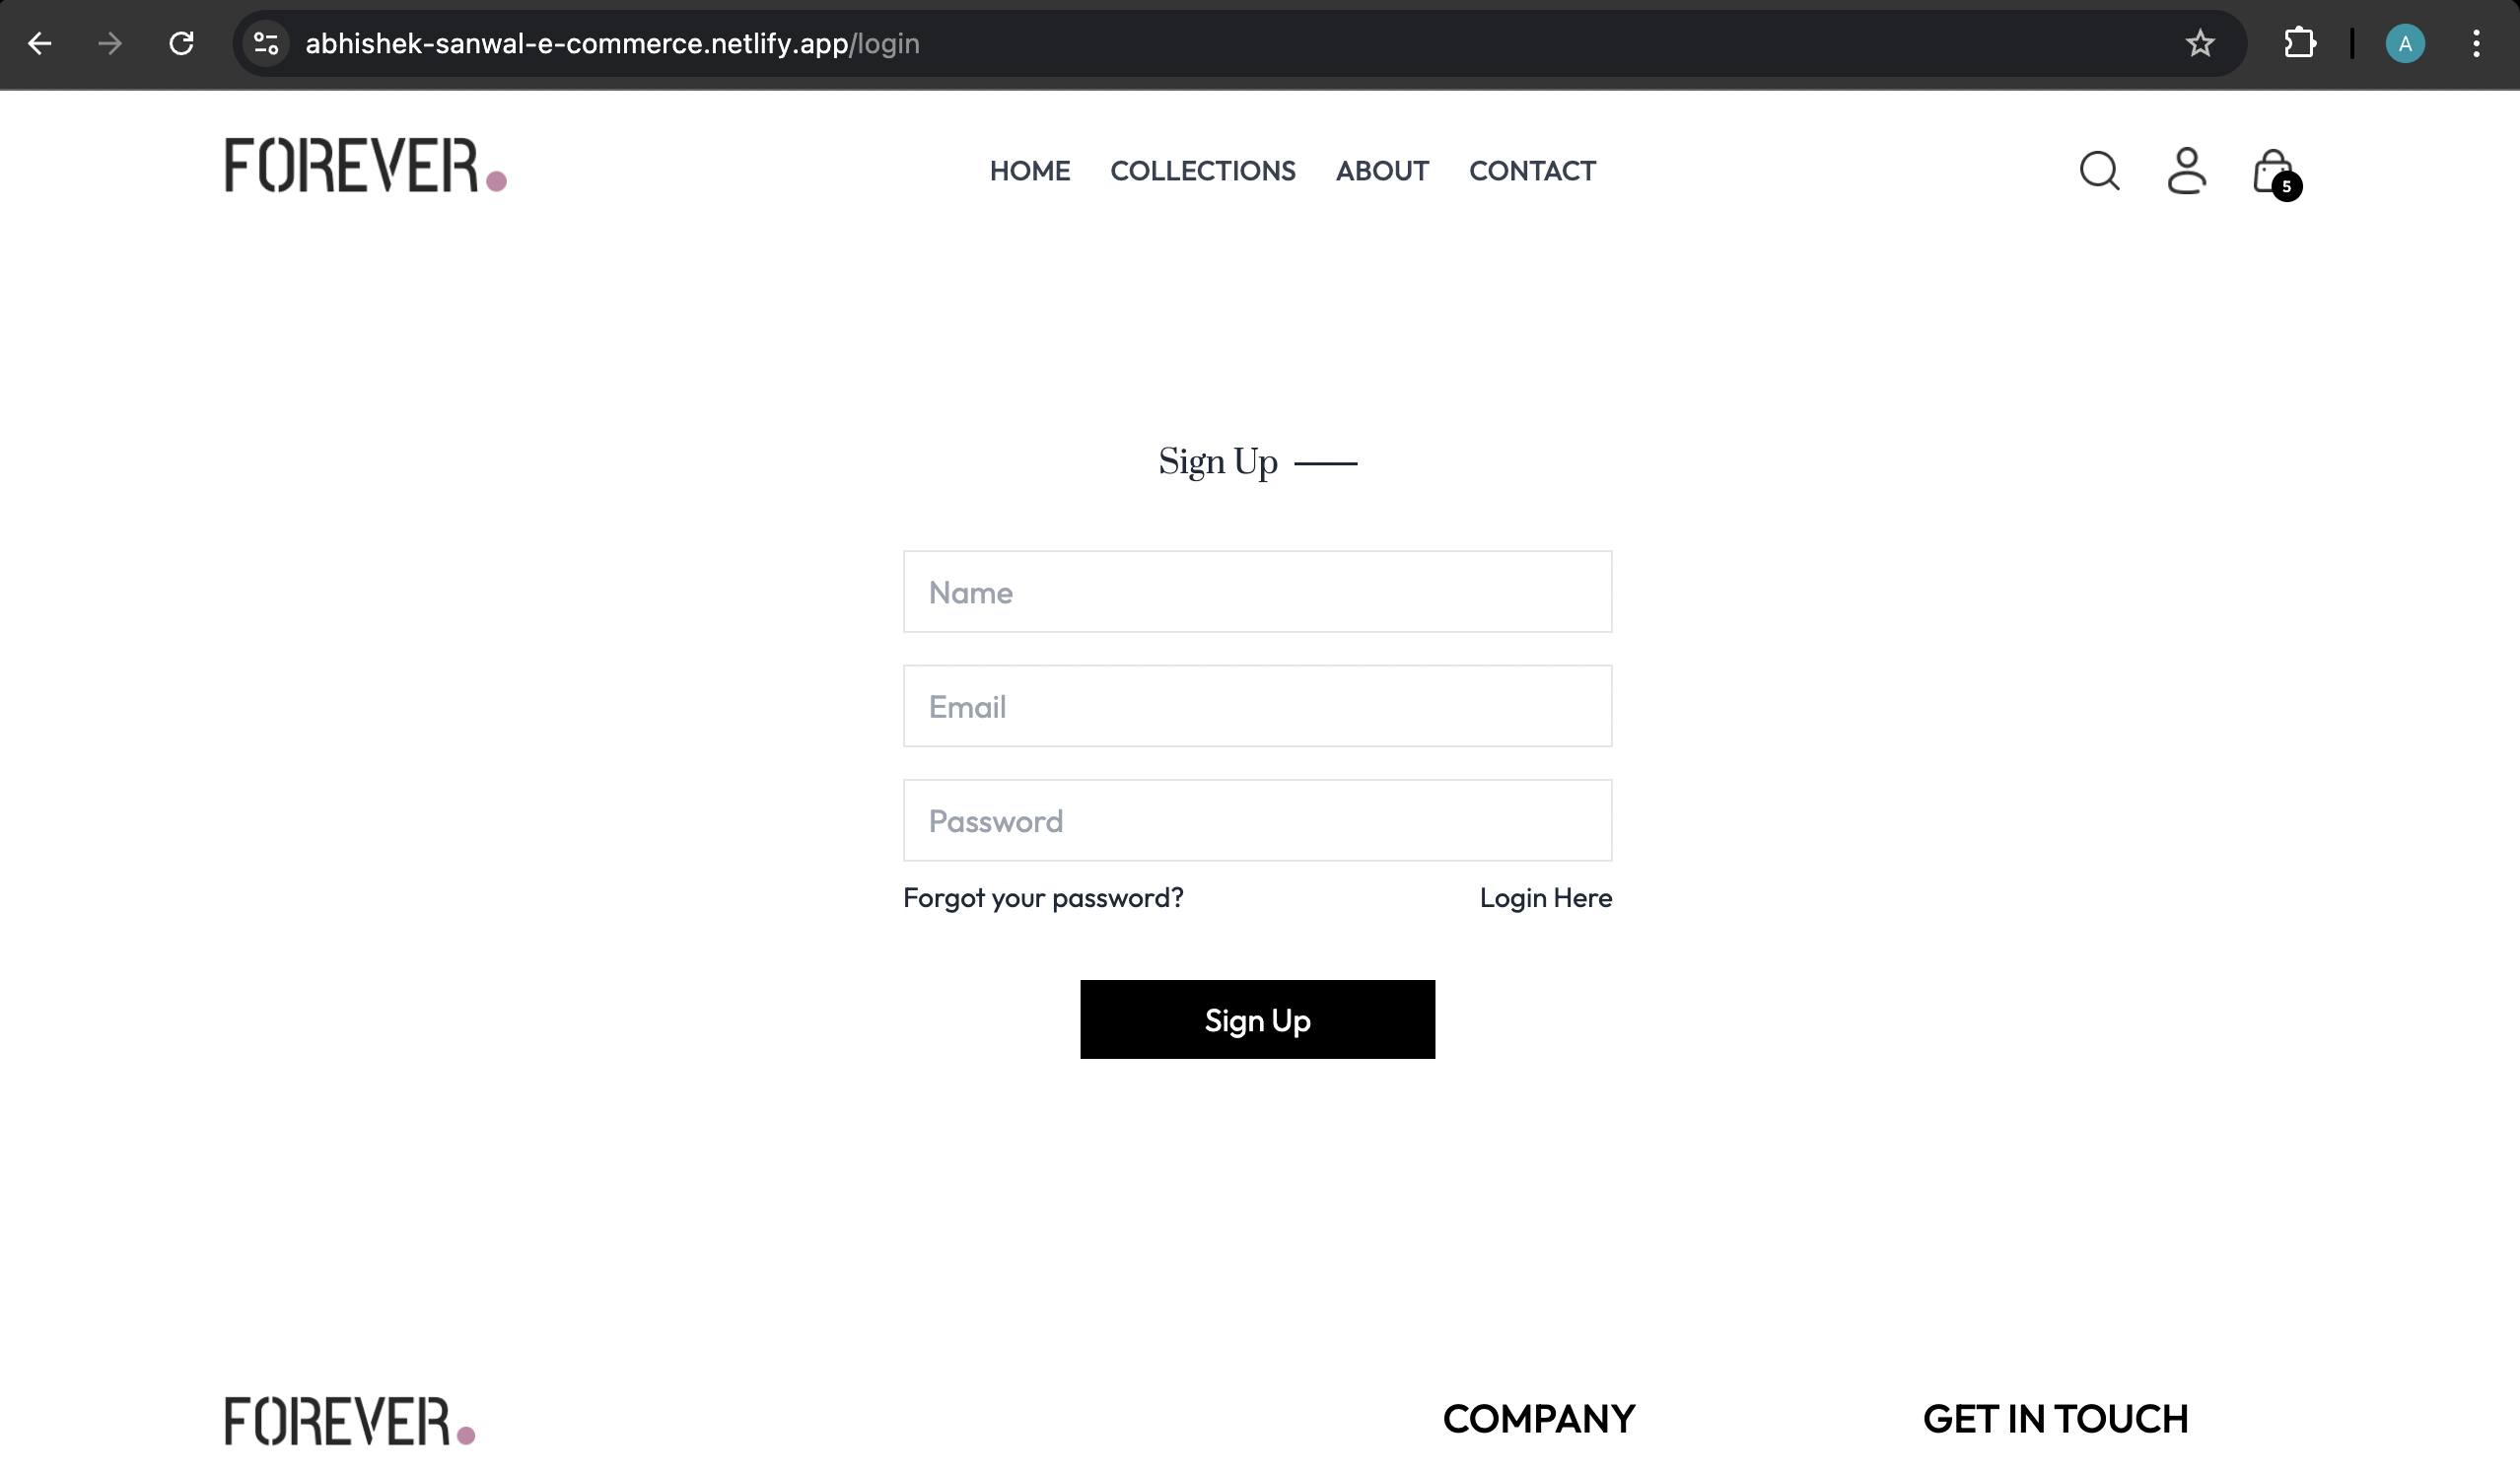 abhishek-sanwal-e-commerce.netlify.app/login
A
FOREVER.
HOME COLLECTIONS ABOUT CONTACT
5
Sign Up
Name
Email
Password
Forgot your password? Login Here
Sign Up
FOREVER. COMPANY GET IN TOUCH